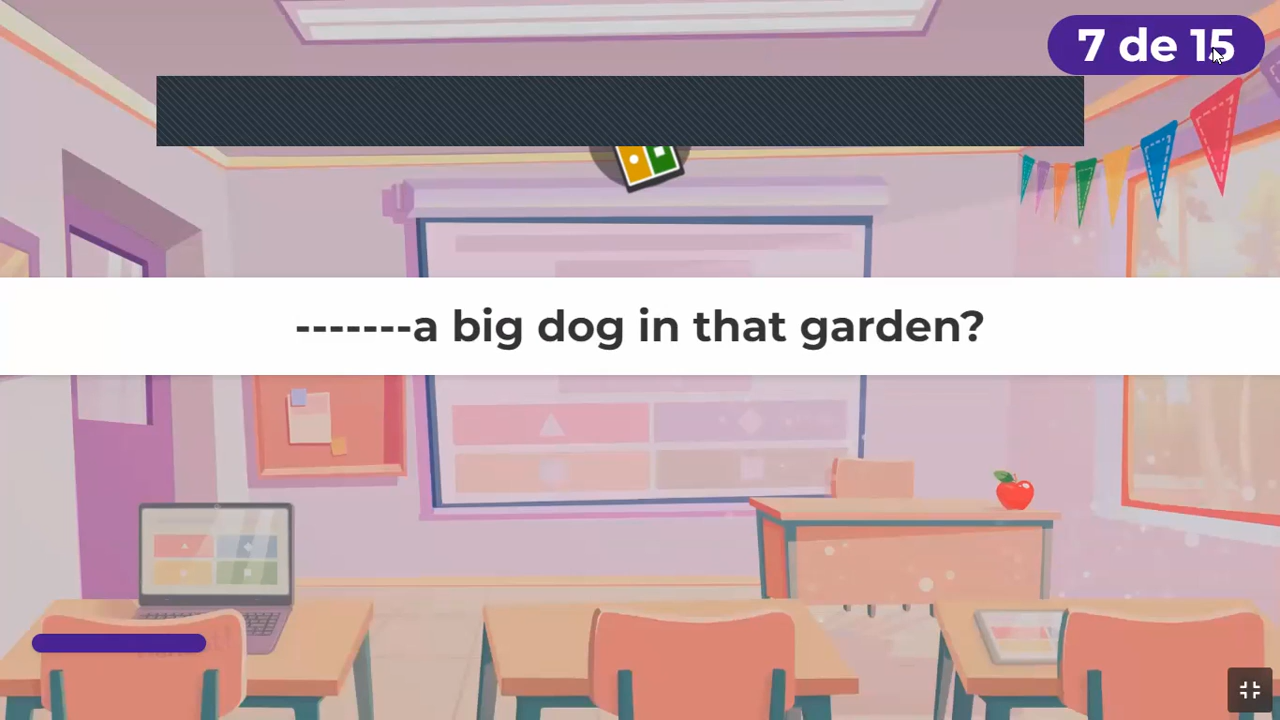 7 de 15
-------a big dog in that garden?